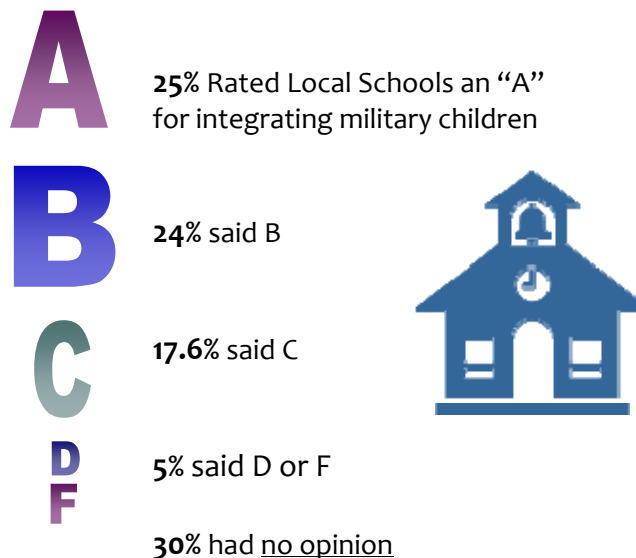 A
25% Rated Local Schools an “A”
for integrating military children
B
24% said B
C
17.6% said C
D
5% said D or F
F
30% had no opinion